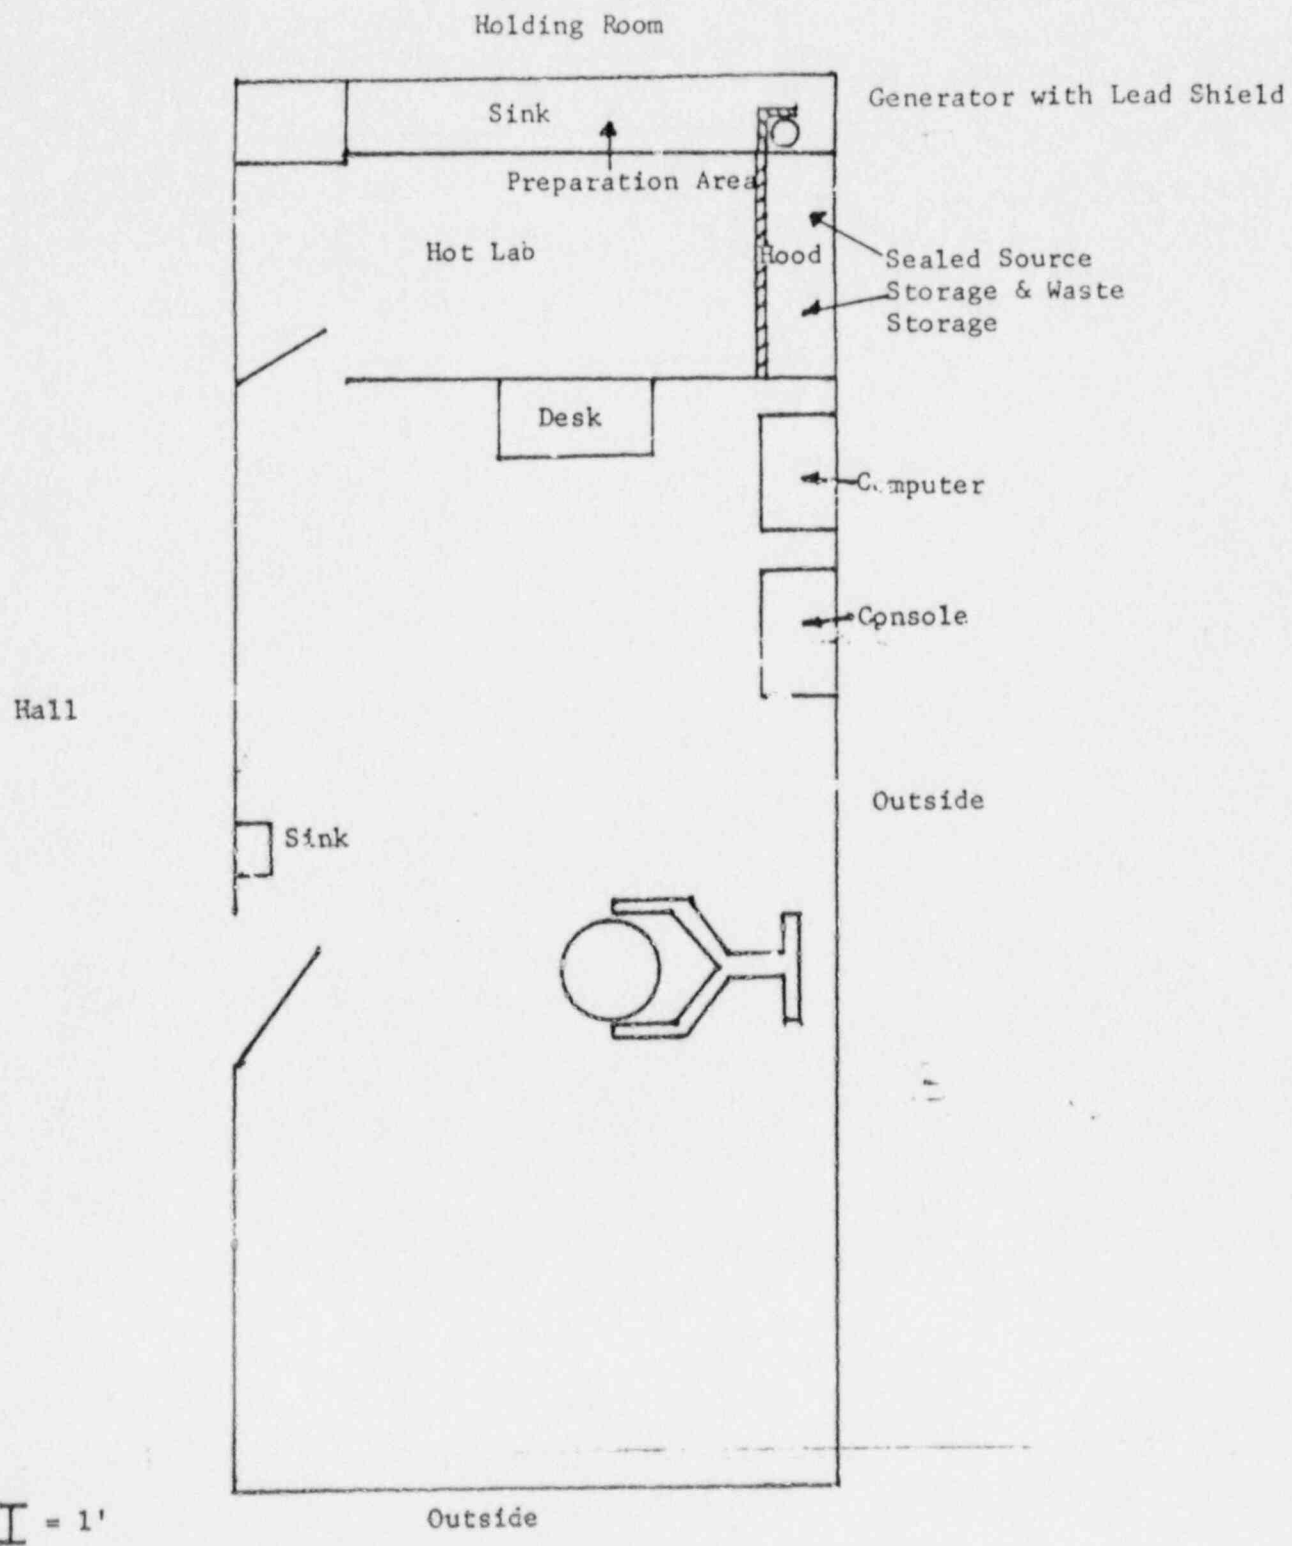 Holding Room
Generator with Lead Shield
Sink
Preparation Area
Hot Lab
Hood
Sealed Source
Storage & Waste
Storage
Desk
Computer
Console
Hall
Outside
Sink
= 1'
Outside